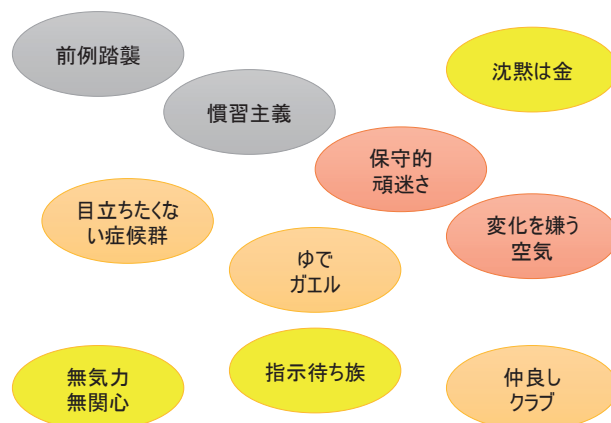 前例踏襲
沈黙は金
慣習主義
保守的
頑迷さ
目立ちたくな
い症候群
変化を嫌う
空気
ゆで
ガエル
無気力
無関心
指示待ち族
仲良し
クラブ